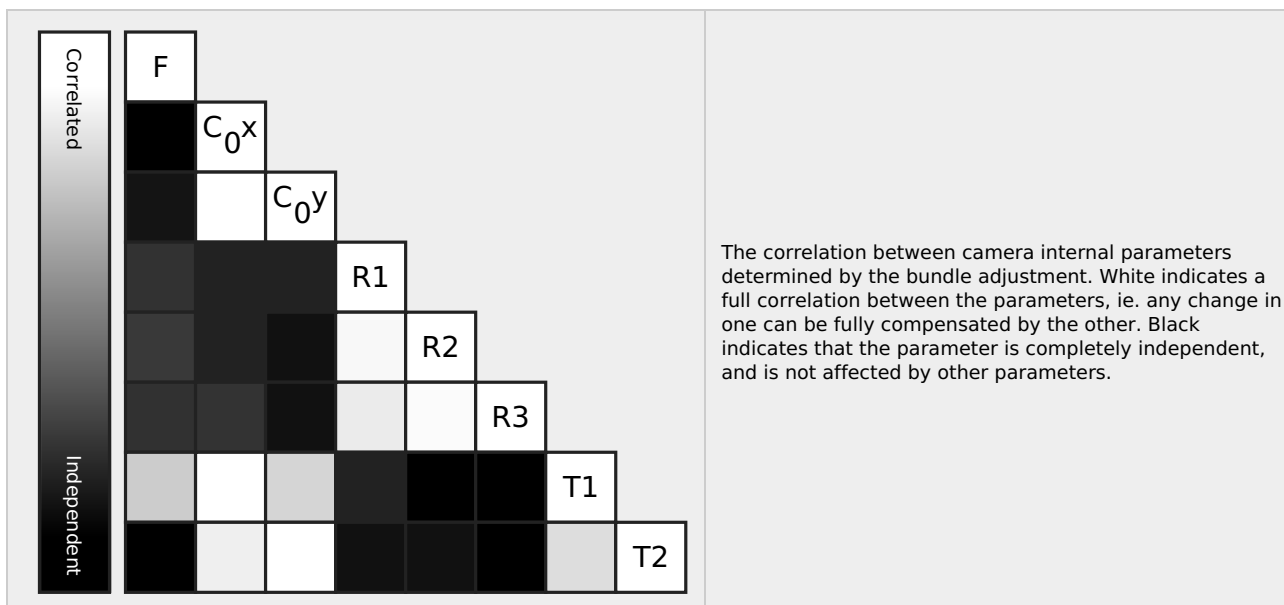 Correlated
Independent
F
C₀x
C₀y
R1
R2
R3
T1
T2
The correlation between camera internal parameters
determined by the bundle adjustment. White indicates a
full correlation between the parameters, ie. any change in
one can be fully compensated by the other. Black
indicates that the parameter is completely independent,
and is not affected by other parameters.